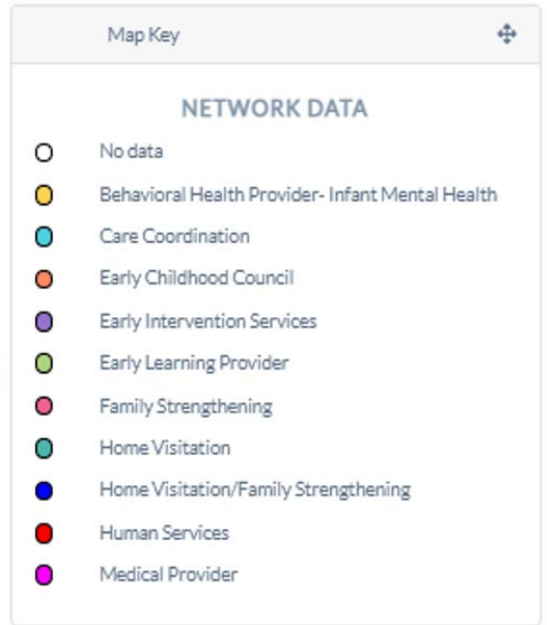 Map Key
NETWORK DATA
No data
Behavioral Health Provider- Infant Mental Health
Care Coordination
Early Childhood Council
Early Intervention Services
Early Learning Provider
Family Strengthening
Home Visitation
Home Visitation/Family Strengthening
Human Services
Medical Provider